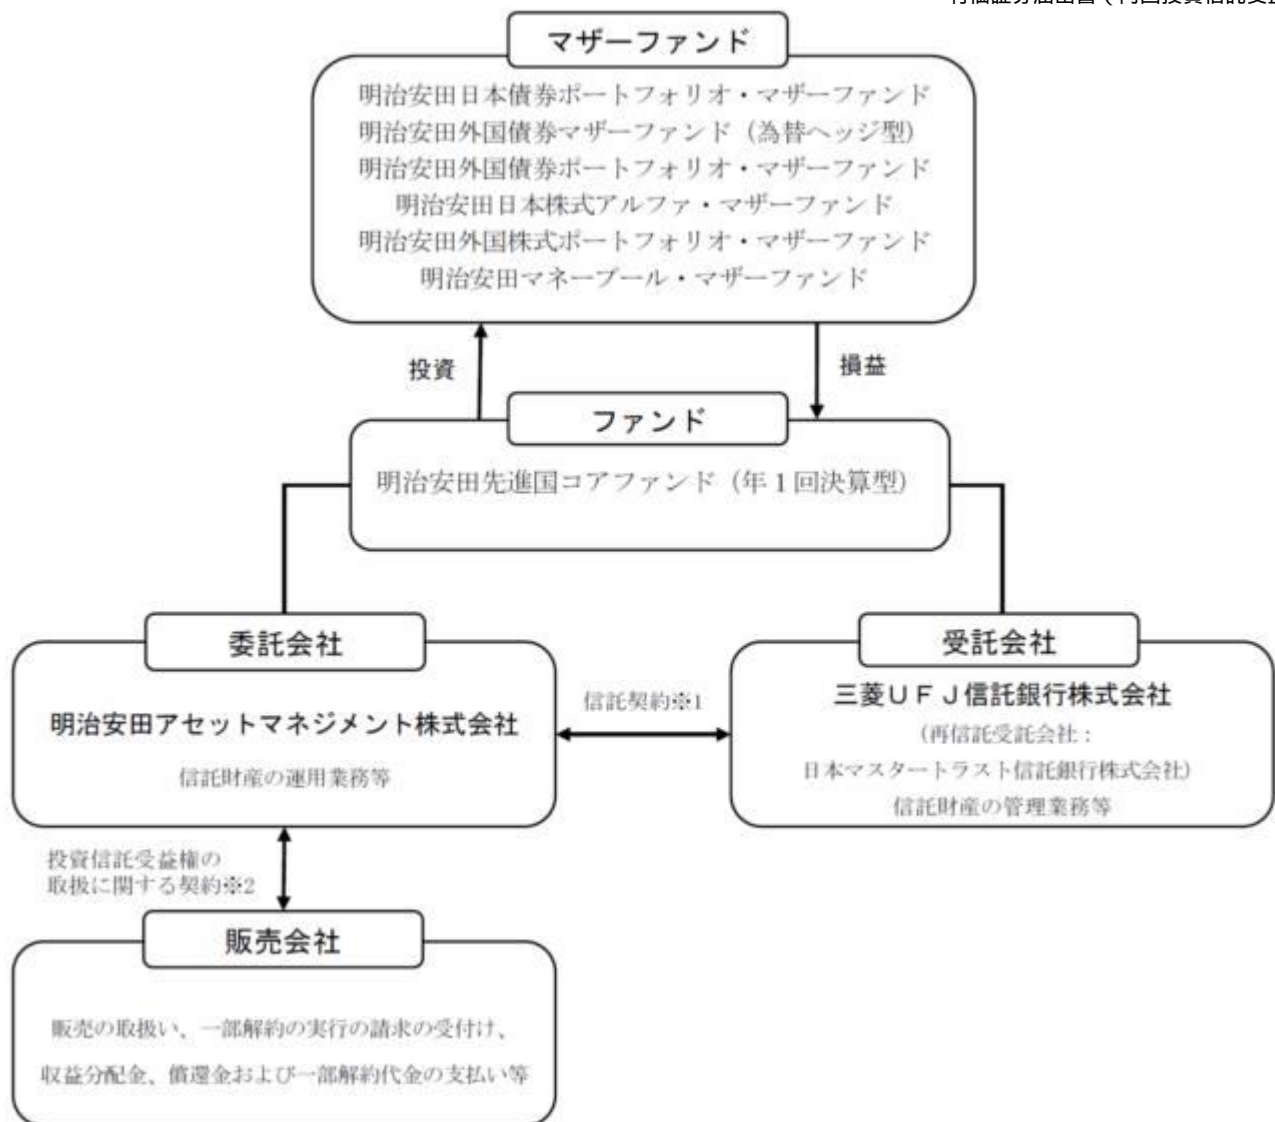 マザーファンド
明治安田日本債券ポートフォリオ・マザーファンド
明治安田外国債券マザーファンド（為替ヘッジ型）
明治安田外国債券ポートフォリオ・マザーファンド
明治安田日本株式アルファ・マザーファンド
明治安田外国株式ポートフォリオ・マザーファンド
明治安田マネープール・マザーファンド
投資
損益
ファンド
明治安田先進国コアファンド（年１回決算型）
委託会社
明治安田アセットマネジメント株式会社
信託財産の運用業務等
信託契約※1
受託会社
三菱ＵＦＪ信託銀行株式会社
（再信託受託会社：
日本マスタートラスト信託銀行株式会社）
信託財産の管理業務等
投資信託受益権の
取扱に関する契約※2
販売会社
販売の取扱い、一部解約の実行の請求の受付け、
収益分配金、償還金および一部解約代金の支払い等